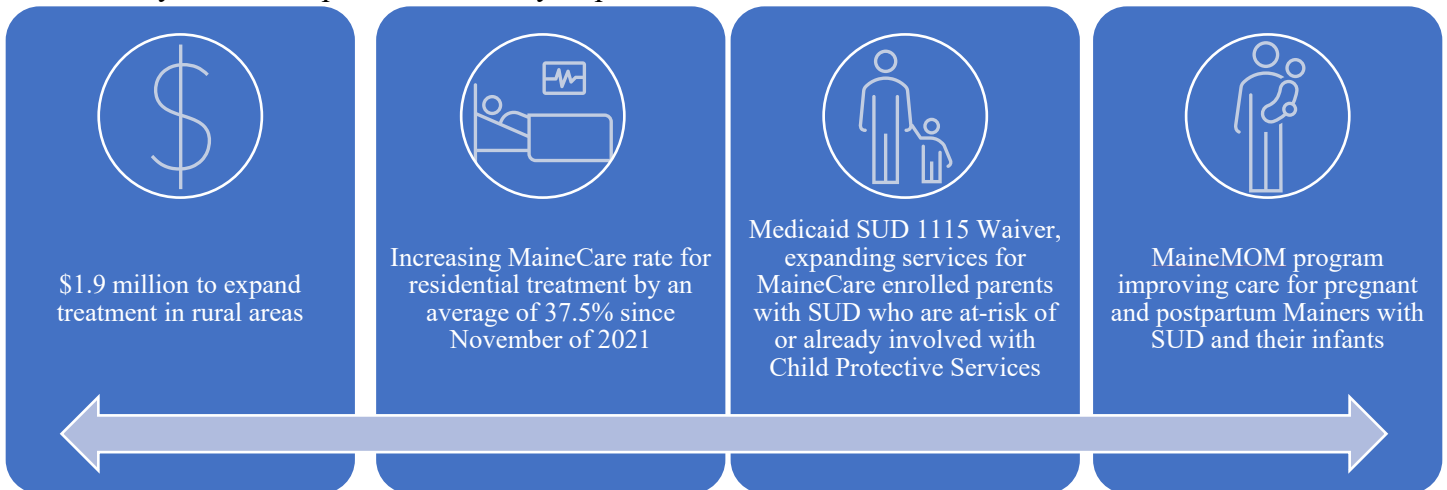 $1.9 million to expand
treatment in rural areas
Increasing MaineCare rate for
residential treatment by an
average of 37.5% since
November of 2021
Medicaid SUD 1115 Waiver,
expanding services for
MaineCare enrolled parents
with SUD who are at-risk of
or already involved with
Child Protective Services
MaineMOM program
improving care for pregnant
and postpartum Mainers with
SUD and their infants